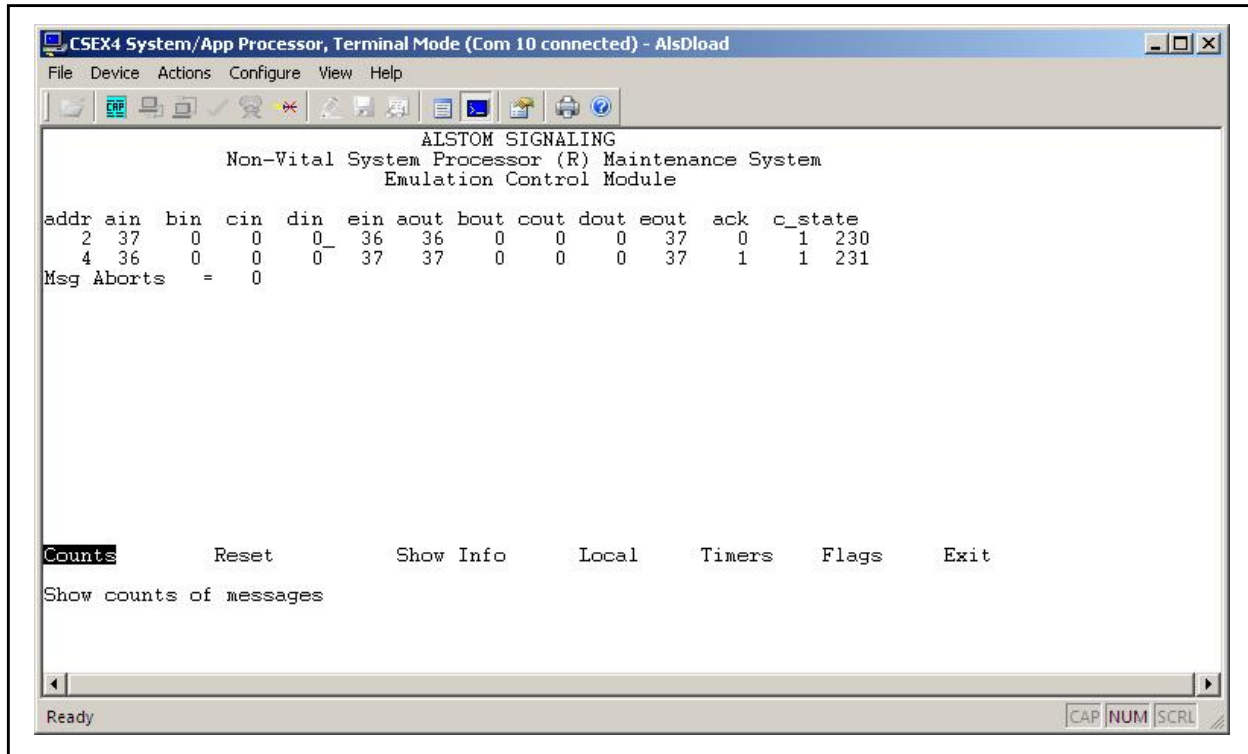 CSEX4 System/App Processor, Terminal Mode (Com 10 connected) - AlsDload
File Device Actions Configure View Help
CAP
ALSTOM SIGNALING
Non-Vital System Processor (R) Maintenance System
Emulation Control Module
addr ain bin cin din ein aout bout cout dout eout ack c_state
2 37 0 0 0_ 36 36 0 0 0 37 0 1 230
4 36 0 0 0 37 37 0 0 0 37 1 1 231
Msg Aborts = 0
Counts Reset Show Info Local Timers Flags Exit
Show counts of messages
Ready CAP NUM SCRL